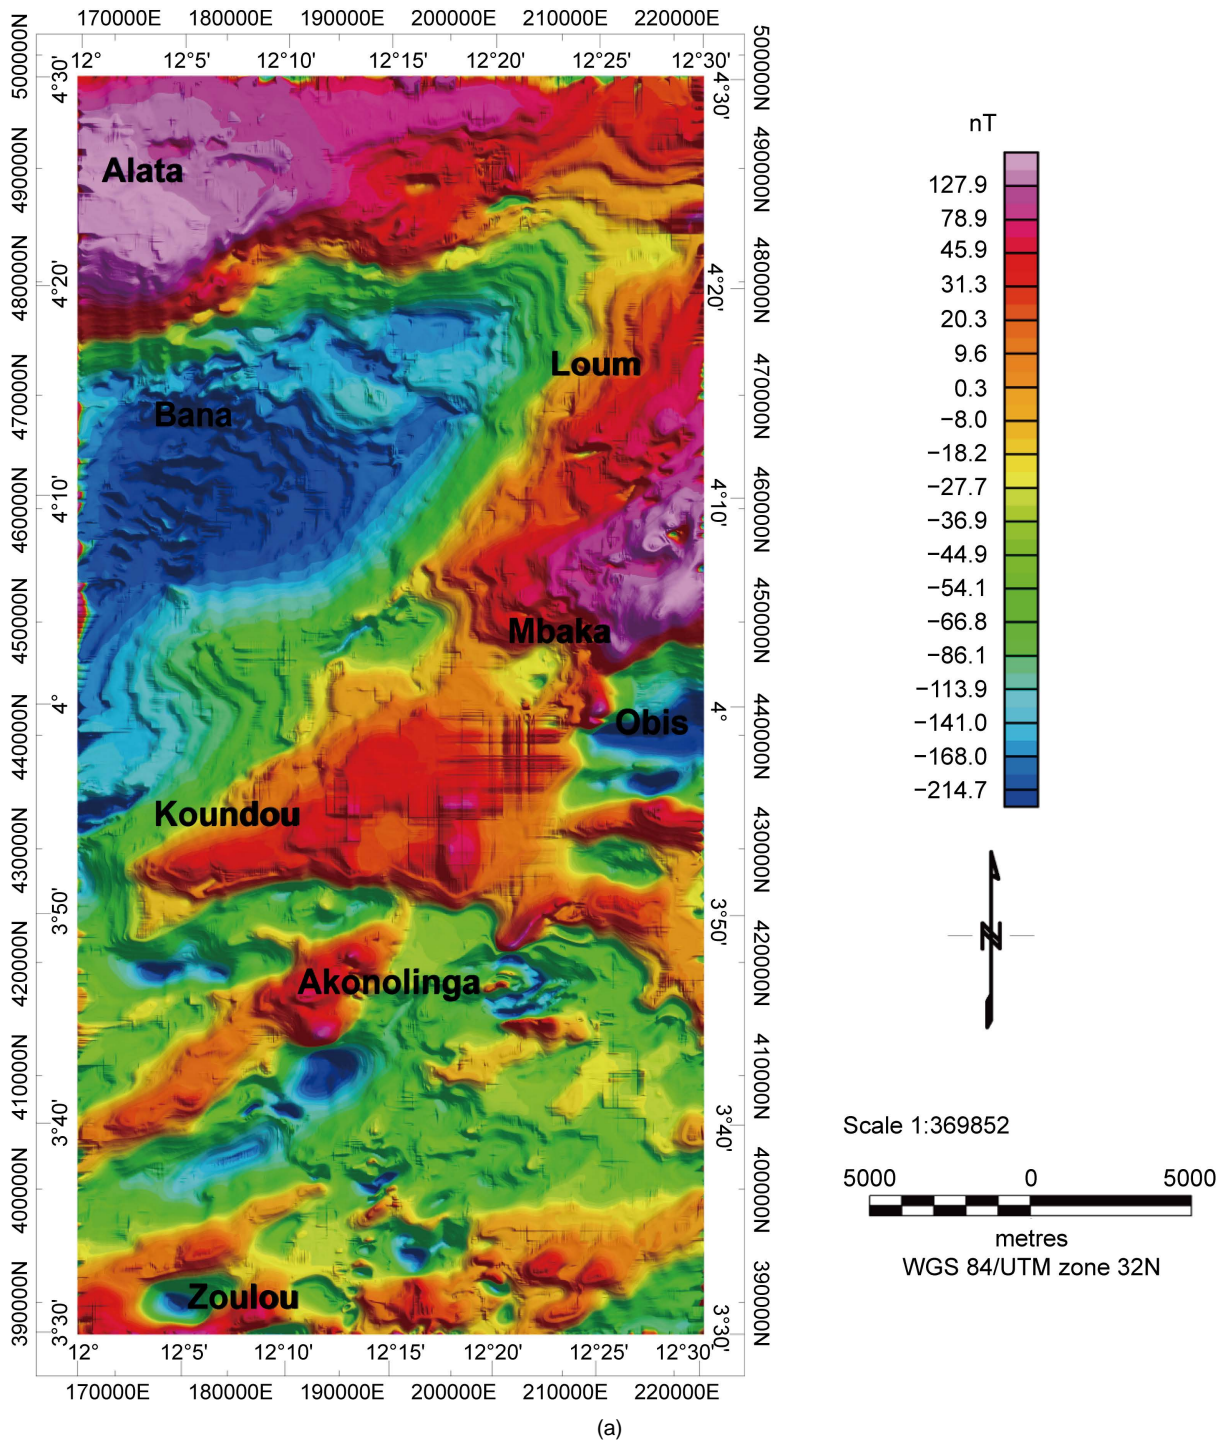 170000E 180000E 190000E 200000E 210000E 220000E
12° 12°5' 12°10' 12°15' 12°20' 12°25' 12°30'
500000N 490000N 480000N 470000N 460000N 450000N 440000N 430000N 420000N 410000N 400000N 390000N
4°30' 4°20' 4°10' 4° 3°50' 3°40' 3°30'
Alata
Loum
Bana
Mbaka
Obis
Koundou
Akonolinga
Zoulou
4°30' 4°20' 4°10' 4° 3°50' 3°40' 3°30'
500000N 490000N 480000N 470000N 460000N 450000N 440000N 430000N 420000N 410000N 400000N 390000N
12° 12°5' 12°10' 12°15' 12°20' 12°25' 12°30'
170000E 180000E 190000E 200000E 210000E 220000E
nT
127.9
78.9
45.9
31.3
20.3
9.6
0.3
−8.0
−18.2
−27.7
−36.9
−44.9
−54.1
−66.8
−86.1
−113.9
−141.0
−168.0
−214.7
N
Scale 1:369852
5000 0 5000
metres
WGS 84/UTM zone 32N
(a)